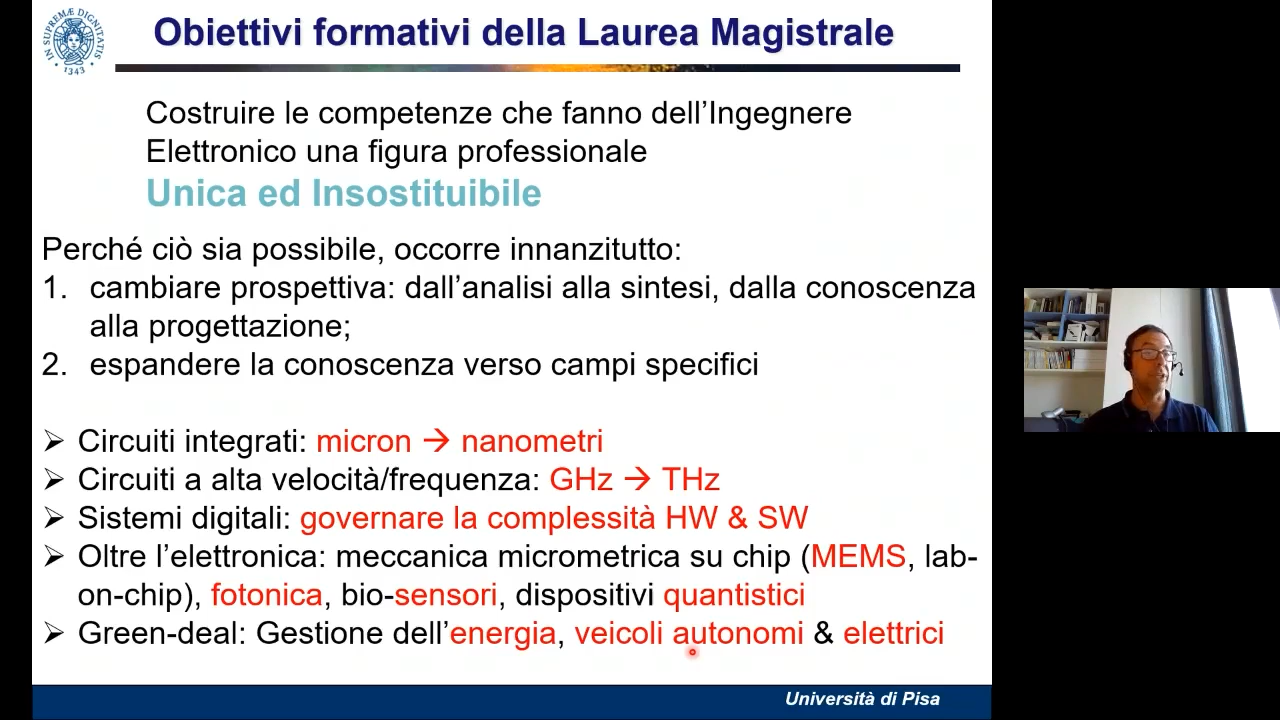 IN SUPREMÆ DIGNITATIS
1343
Obiettivi formativi della Laurea Magistrale
Costruire le competenze che fanno dell’Ingegnere
Elettronico una figura professionale
Unica ed Insostituibile
Perché ciò sia possibile, occorre innanzitutto:
1. cambiare prospettiva: dall’analisi alla sintesi, dalla conoscenza
alla progettazione;
2. espandere la conoscenza verso campi specifici
➢ Circuiti integrati: micron → nanometri
➢ Circuiti a alta velocità/frequenza: GHz → THz
➢ Sistemi digitali: governare la complessità HW & SW
➢ Oltre l’elettronica: meccanica micrometrica su chip (MEMS, lab-
on-chip), fotonica, bio-sensori, dispositivi quantistici
➢ Green-deal: Gestione dell’energia, veicoli autonomi & elettrici
Università di Pisa